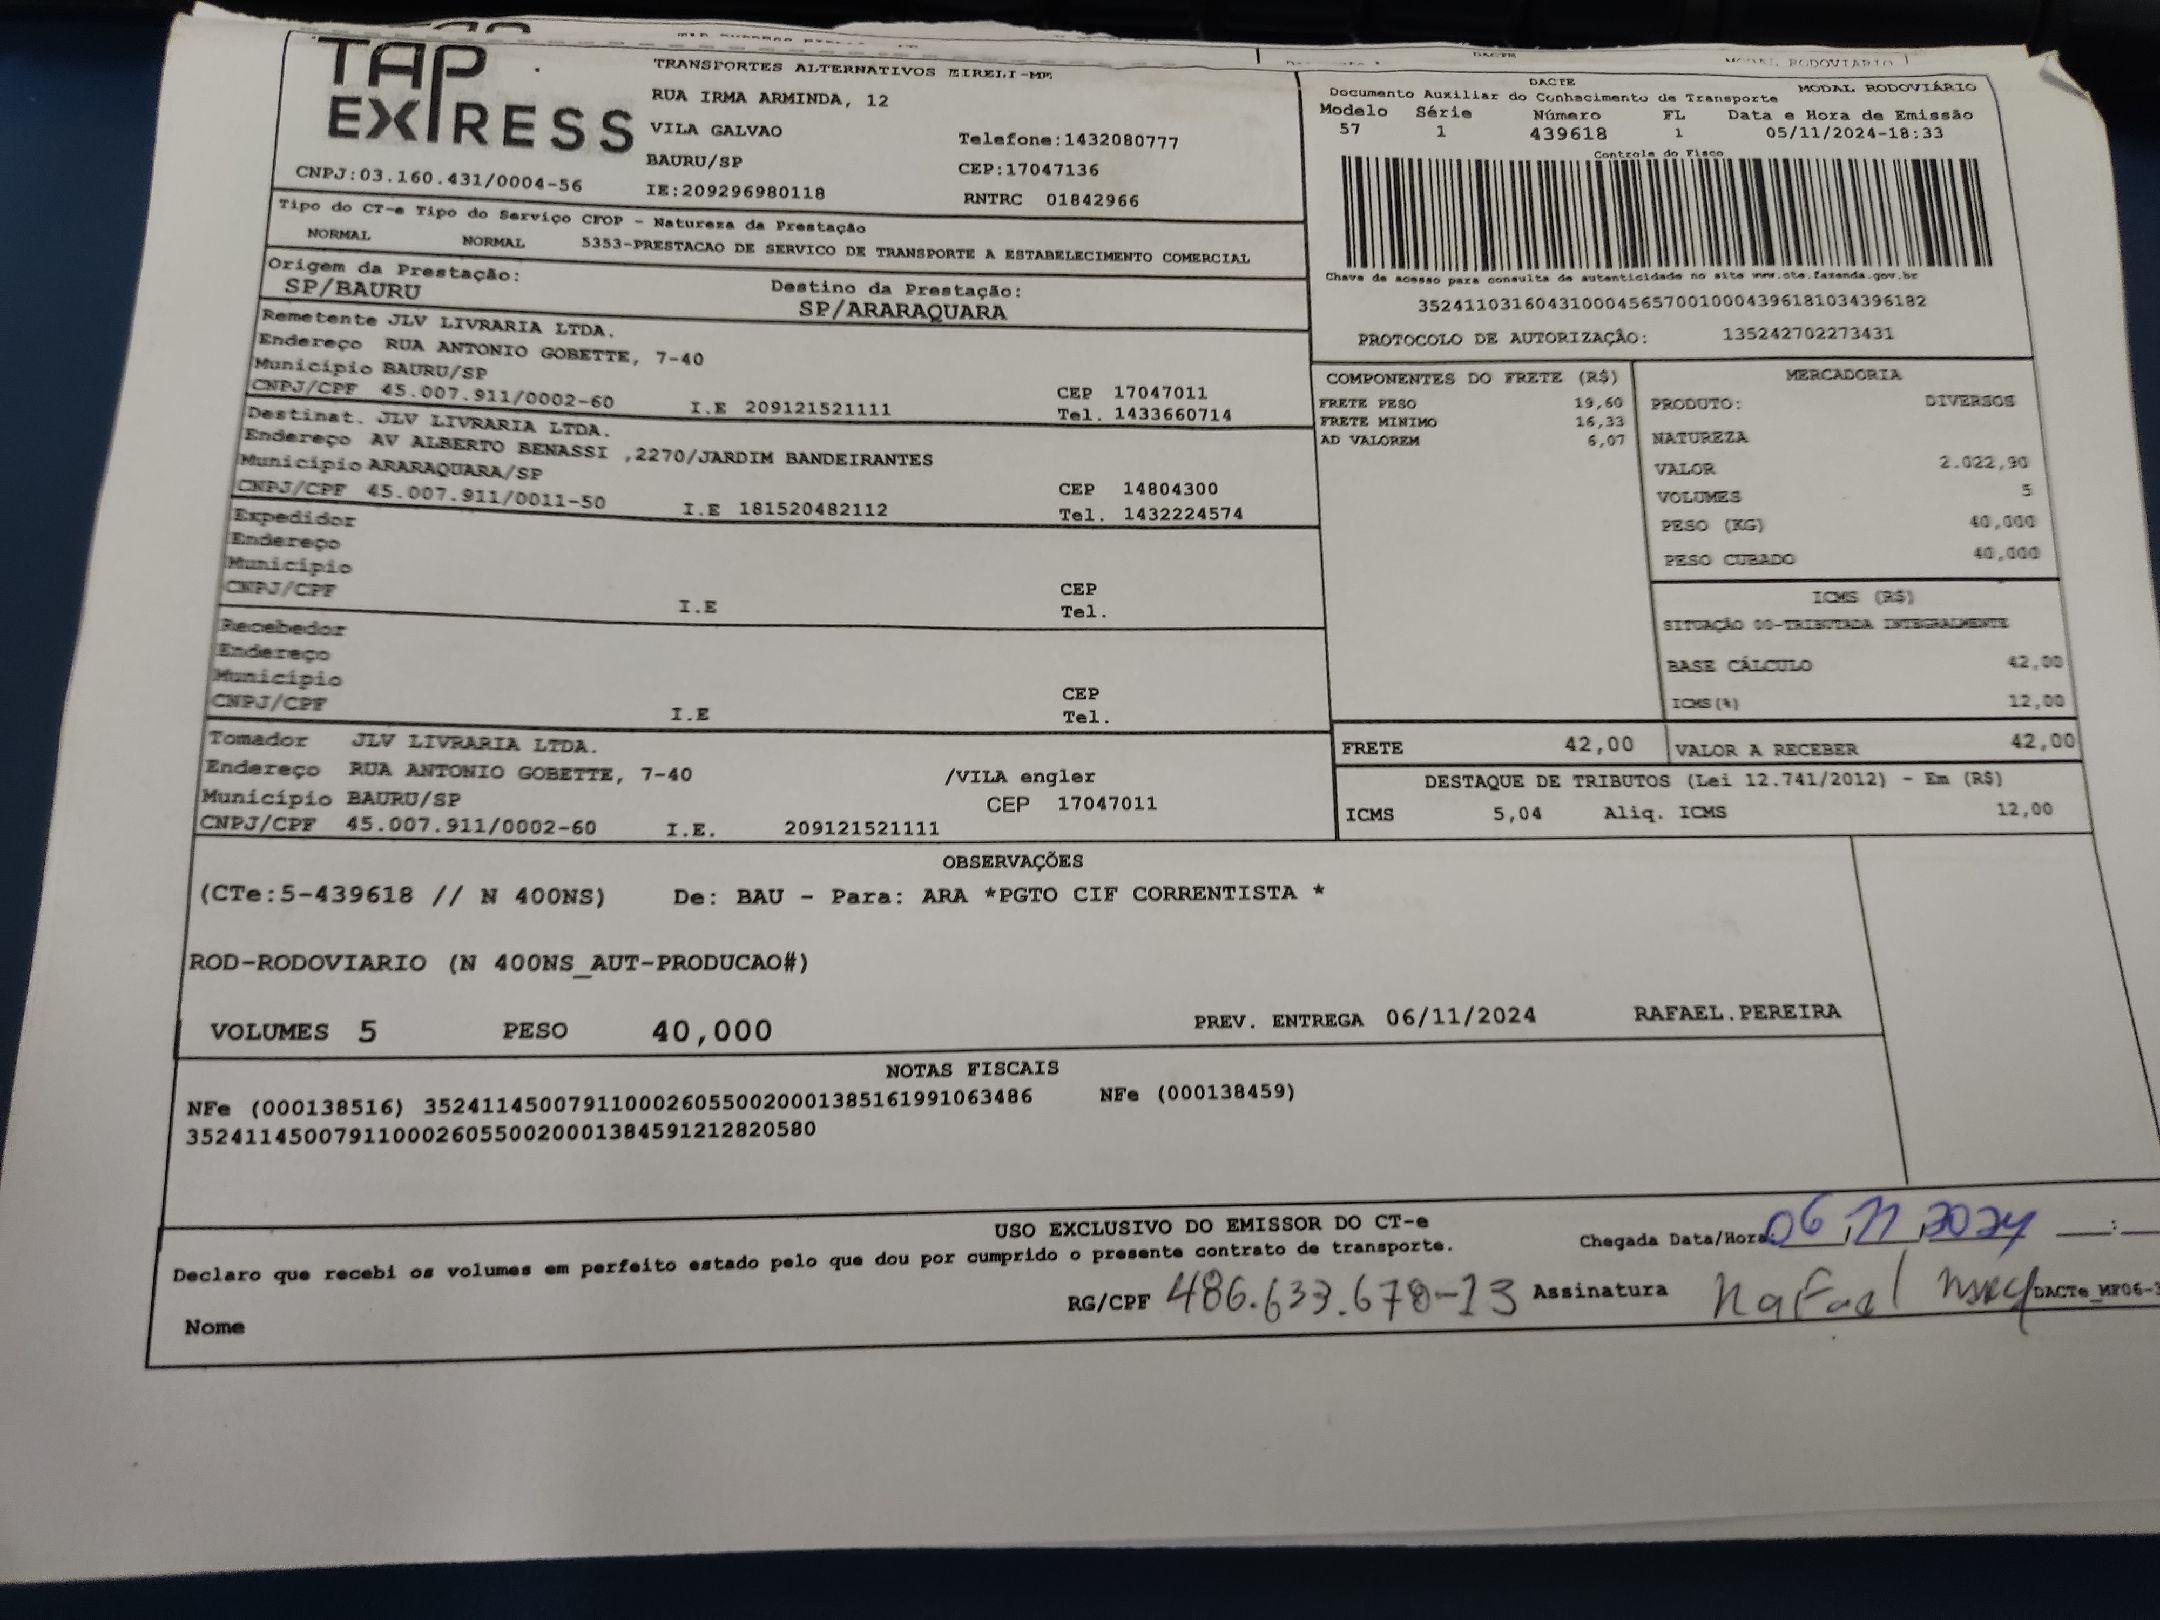 TAP
EXPRESS
CNPJ:03.160.431/0004-56
TRANSPORTES ALTERNATIVOS EIRELI-ME
RUA IRMA ARMINDA, 12
VILA GALVAO
Telefone:1432080777
BAURU/SP
CEP:17047136
IE:209296980118
RNTRC 01842966
DACTE
MODAL RODOVIÁRIO
Documento Auxiliar do Conhecimento de Transporte
Modelo Série Número FL Data e Hora de Emissão
57 1 439618 1 05/11/2024-18:33
Controle do Fisco
Chave de acesso para consulta de autenticidade no site www.cte.fazenda.gov.br
35241103160431000456570010004396181034396182
PROTOCOLO DE AUTORIZAÇÃO: 135242702273431
Tipo do CT-e Tipo do Serviço CFOP - Natureza da Prestação
NORMAL NORMAL 5353-PRESTACAO DE SERVICO DE TRANSPORTE A ESTABELECIMENTO COMERCIAL
Origem da Prestação: Destino da Prestação:
SP/BAURU SP/ARARAQUARA
Remetente JLV LIVRARIA LTDA.
Endereço RUA ANTONIO GOBETTE, 7-40
Município BAURU/SP CEP 17047011
CNPJ/CPF 45.007.911/0002-60 I.E 209121521111 Tel. 1433660714
Destinat. JLV LIVRARIA LTDA.
Endereço AV ALBERTO BENASSI ,2270/JARDIM BANDEIRANTES
Município ARARAQUARA/SP CEP 14804300
CNPJ/CPF 45.007.911/0011-50 I.E 181520482112 Tel. 1432224574
Expedidor
Endereço
Município CEP
CNPJ/CPF I.E Tel.
Recebedor
Endereço
Município CEP
CNPJ/CPF I.E Tel.
Tomador JLV LIVRARIA LTDA.
Endereço RUA ANTONIO GOBETTE, 7-40 /VILA engler
Município BAURU/SP CEP 17047011
CNPJ/CPF 45.007.911/0002-60 I.E. 209121521111
COMPONENTES DO FRETE (R$)
FRETE PESO 19,60
FRETE MINIMO 16,33
AD VALOREM 6,07
MERCADORIA
PRODUTO: DIVERSOS
NATUREZA
VALOR 2.022,90
VOLUMES 5
PESO (KG) 40,000
PESO CUBADO 40,000
ICMS (R$)
SITUAÇÃO 00-TRIBUTADA INTEGRALMENTE
BASE CÁLCULO 42,00
ICMS(%) 12,00
FRETE 42,00 VALOR A RECEBER 42,00
DESTAQUE DE TRIBUTOS (Lei 12.741/2012) - Em (R$)
ICMS 5,04 Aliq. ICMS 12,00
OBSERVAÇÕES
(CTe:5-439618 // N 400NS) De: BAU - Para: ARA *PGTO CIF CORRENTISTA *
ROD-RODOVIARIO (N 400NS_AUT-PRODUCAO#)
VOLUMES 5 PESO 40,000 PREV. ENTREGA 06/11/2024 RAFAEL.PEREIRA
NOTAS FISCAIS
NFe (000138516) 35241145007911000260550020001385161991063486 NFe (000138459)
35241145007911000260550020001384591212820580
USO EXCLUSIVO DO EMISSOR DO CT-e
Chegada Data/Hora: 06/11/2024 __:__
Declaro que recebi os volumes em perfeito estado pelo que dou por cumprido o presente contrato de transporte.
Nome RG/CPF 486.633.678-13 Assinatura Rafael